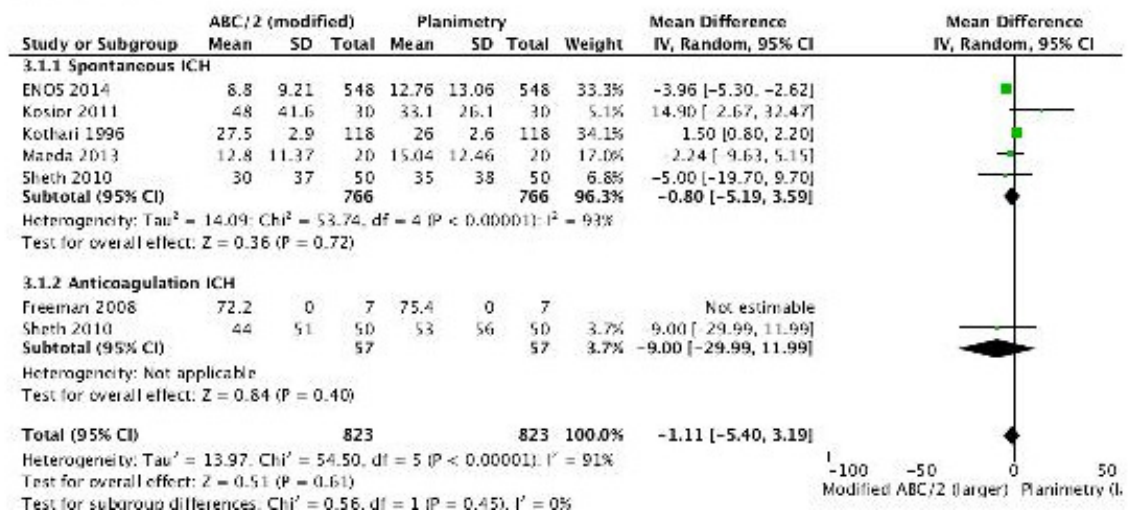 ABC/2 (modified) Planimetry Mean Difference Mean Difference
Study or Subgroup Mean SD Total Mean SD Total Weight IV, Random, 95% CI IV, Random, 95% CI
3.1.1 Spontaneous ICH
ENOS 2014 8.8 9.21 548 12.76 13.06 548 33.3% -3.96 [-5.30, -2.62]
Kosior 2011 48 41.6 30 33.1 26.1 30 5.1% 14.90 [-2.67, 32.47]
Kothari 1996 27.5 2.9 118 26 2.6 118 34.1% 1.50 [0.80, 2.20]
Maeda 2013 12.8 11.37 20 15.04 12.46 20 17.0% -2.24 [-9.63, 5.15]
Sheth 2010 30 37 50 35 38 50 6.8% -5.00 [-19.70, 9.70]
Subtotal (95% CI) 766 766 96.3% -0.80 [-5.19, 3.59]
Heterogeneity: Tau² = 14.09; Chi² = 53.74, df = 4 (P < 0.00001); I² = 93%
Test for overall effect: Z = 0.36 (P = 0.72)
3.1.2 Anticoagulation ICH
Freeman 2008 72.2 0 7 75.4 0 7 Not estimable
Sheth 2010 44 51 50 53 56 50 3.7% -9.00 [-29.99, 11.99]
Subtotal (95% CI) 57 57 3.7% -9.00 [-29.99, 11.99]
Heterogeneity: Not applicable
Test for overall effect: Z = 0.84 (P = 0.40)
Total (95% CI) 823 823 100.0% -1.11 [-5.40, 3.19]
Heterogeneity: Tau² = 13.97; Chi² = 54.50, df = 5 (P < 0.00001); I² = 91%
Test for overall effect: Z = 0.51 (P = 0.61)
Test for subgroup differences: Chi² = 0.56, df = 1 (P = 0.45), I² = 0%
-100 -50 0 50
Modified ABC/2 (larger) Planimetry (l